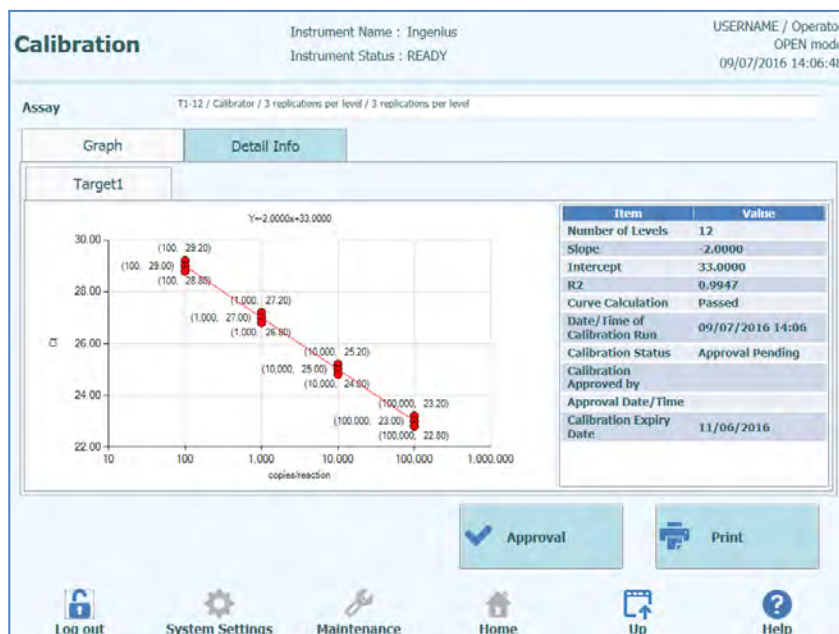 Calibration
Instrument Name : Ingenius
Instrument Status : READY
USERNAME / Operator
OPEN mode
09/07/2016 14:06:48
Assay
T1-12 / Calibrator / 3 replications per level / 3 replications per level
Graph
Detail Info
Target1
Y=-2.0000x+33.0000
30.00
28.00
26.00
24.00
22.00
Ct
(100, 29.20)
(100, 29.00)
(100, 28.80)
(1,000, 27.20)
(1,000, 27.00)
(1,000, 26.80)
(10,000, 25.20)
(10,000, 25.00)
(10,000, 24.80)
(100,000, 23.20)
(100,000, 23.00)
(100,000, 22.80)
10
100
1,000
10,000
100,000
1,000,000
copies/reaction
Item Value
Number of Levels 12
Slope -2.0000
Intercept 33.0000
R2 0.9947
Curve Calculation Passed
Date/Time of
Calibration Run 09/07/2016 14:06
Calibration Status Approval Pending
Calibration
Approved by
Approval Date/Time
Calibration Expiry
Date 11/06/2016
Approval
Print
Log out
System Settings
Maintenance
Home
Up
Help